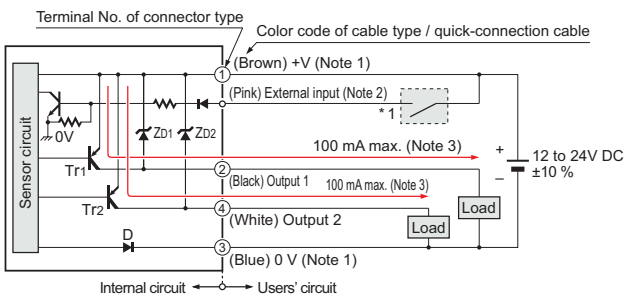 Terminal No. of connector type
Color code of cable type / quick-connection cable
1 (Brown) +V (Note 1)
(Pink) External input (Note 2)
* 1
0V
ZD1
ZD2
Sensor circuit
Tr1
100 mA max. (Note 3)
+
12 to 24V DC
±10 %
–
2
(Black) Output 1
100 mA max. (Note 3)
Tr2
4
(White) Output 2
Load
Load
D
3
(Blue) 0 V (Note 1)
Internal circuit
Users' circuit